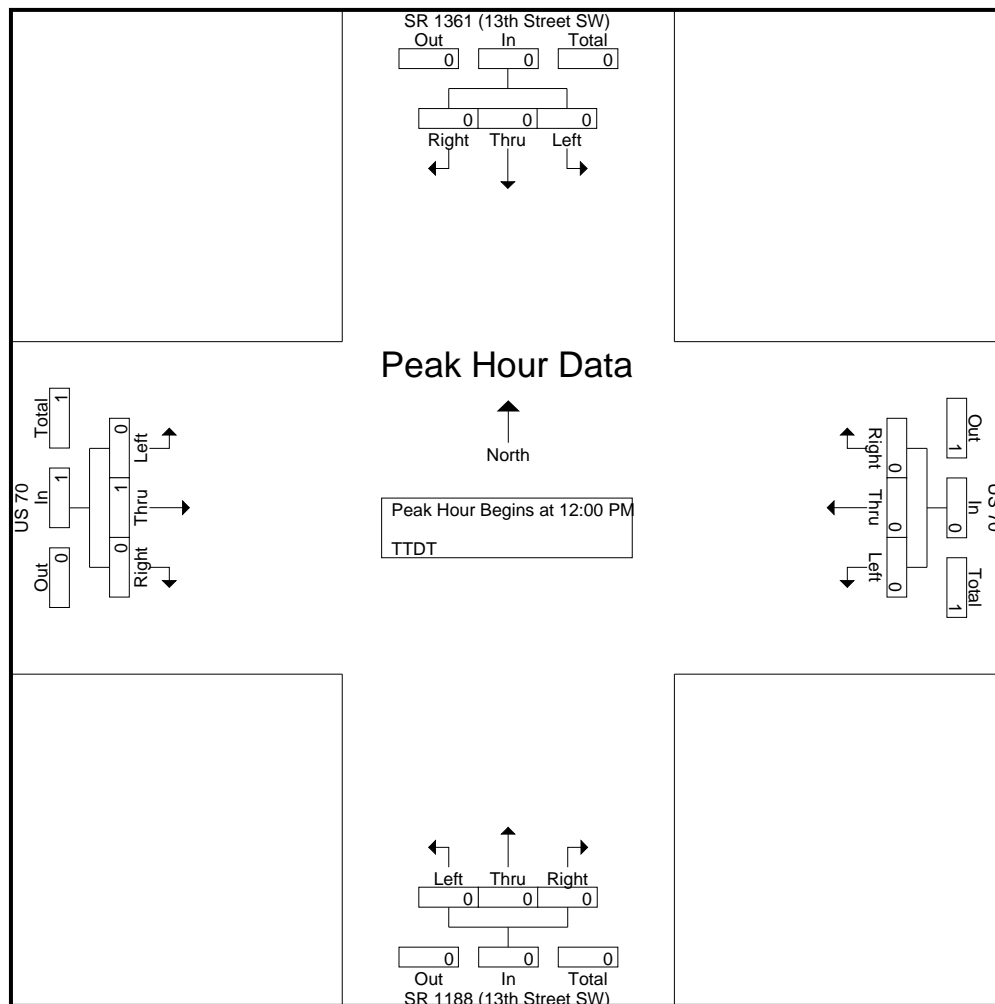 SR 1361 (13th Street SW)
Out In Total
0 0 0
0 0 0
Right Thru Left
Peak Hour Data
North
Peak Hour Begins at 12:00 PM
TTDT
US 70
Out In Total
0 1 1
Left Thru Right
0 1 0
US 70
Out In Total
1 0 1
Right Thru Left
0 0 0
Left Thru Right
0 0 0
0 0 0
Out In Total
SR 1188 (13th Street SW)